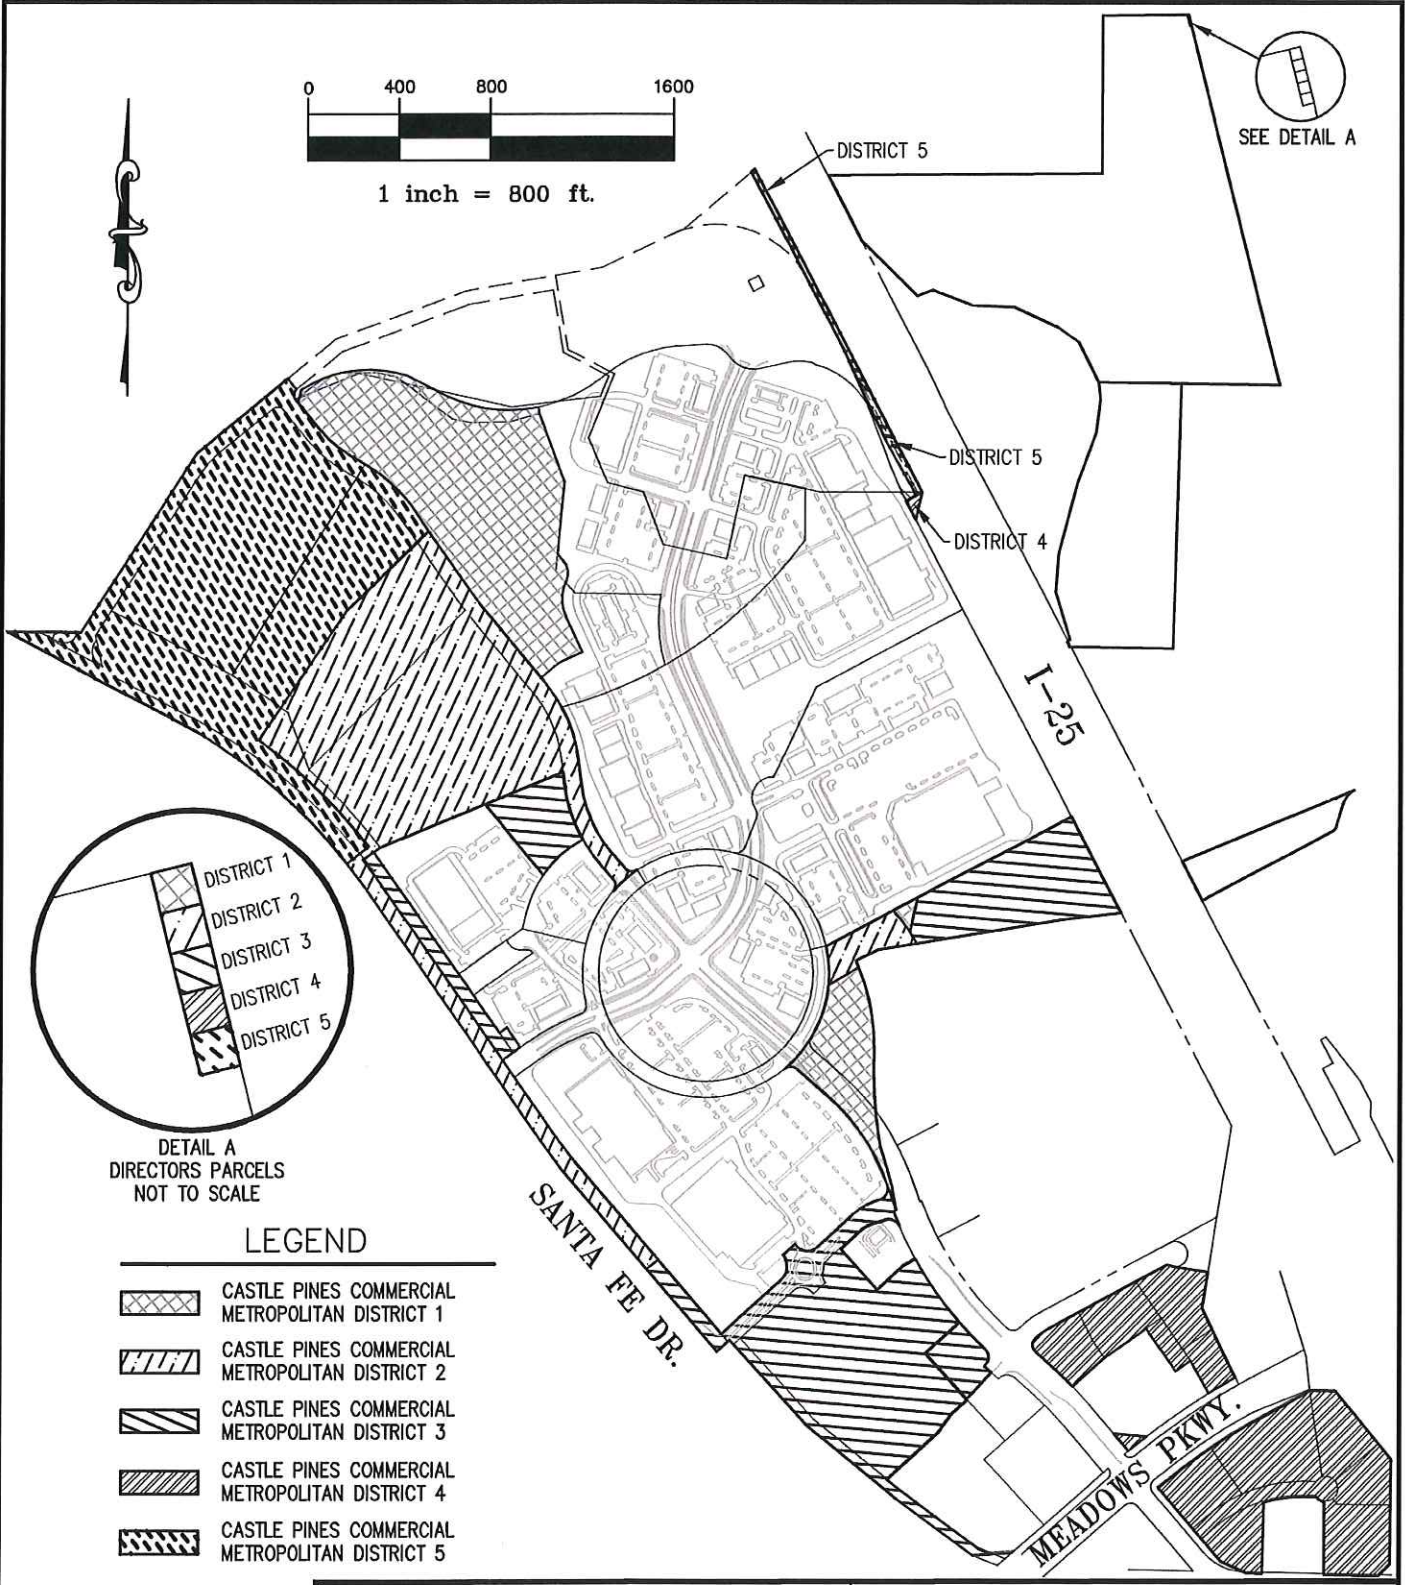 0 400 800 1600
1 inch = 800 ft.
SEE DETAIL A
DISTRICT 5
DISTRICT 5
DISTRICT 4
I-25
DISTRICT 1
DISTRICT 2
DISTRICT 3
DISTRICT 4
DISTRICT 5
DETAIL A
DIRECTORS PARCELS
NOT TO SCALE
SANTA FE DR.
MEADOWS PKWY.
LEGEND
CASTLE PINES COMMERCIAL
METROPOLITAN DISTRICT 1
CASTLE PINES COMMERCIAL
METROPOLITAN DISTRICT 2
CASTLE PINES COMMERCIAL
METROPOLITAN DISTRICT 3
CASTLE PINES COMMERCIAL
METROPOLITAN DISTRICT 4
CASTLE PINES COMMERCIAL
METROPOLITAN DISTRICT 5